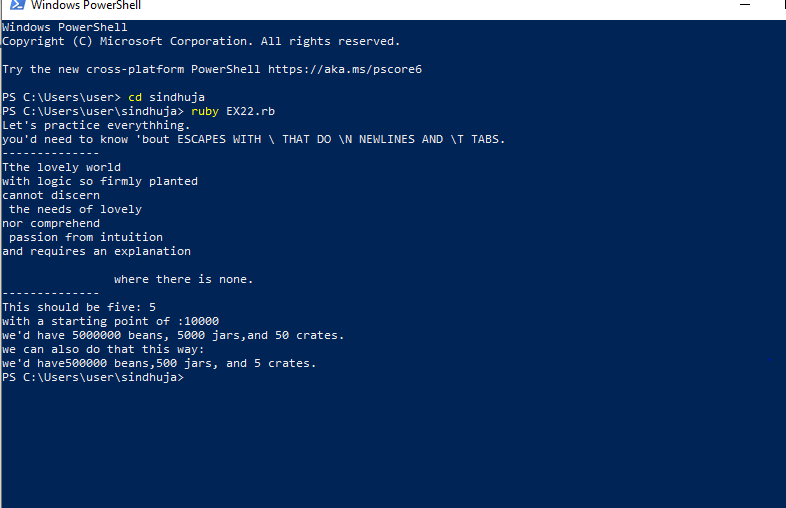 Windows PowerShell
Windows PowerShell
Copyright (C) Microsoft Corporation. All rights reserved.
Try the new cross-platform PowerShell https://aka.ms/pscore6
PS C:\Users\user> cd sindhuja
PS C:\Users\user\sindhuja> ruby EX22.rb
Let's practice everythhing.
you'd need to know 'bout ESCAPES WITH \ THAT DO \N NEWLINES AND \T TABS.
--------------
Tthe lovely world
with logic so firmly planted
cannot discern
 the needs of lovely
nor comprehend
 passion from intuition
and requires an explanation
                where there is none.
--------------
This should be five: 5
with a starting point of :10000
we'd have 5000000 beans, 5000 jars,and 50 crates.
we can also do that this way:
we'd have500000 beans,500 jars, and 5 crates.
PS C:\Users\user\sindhuja>